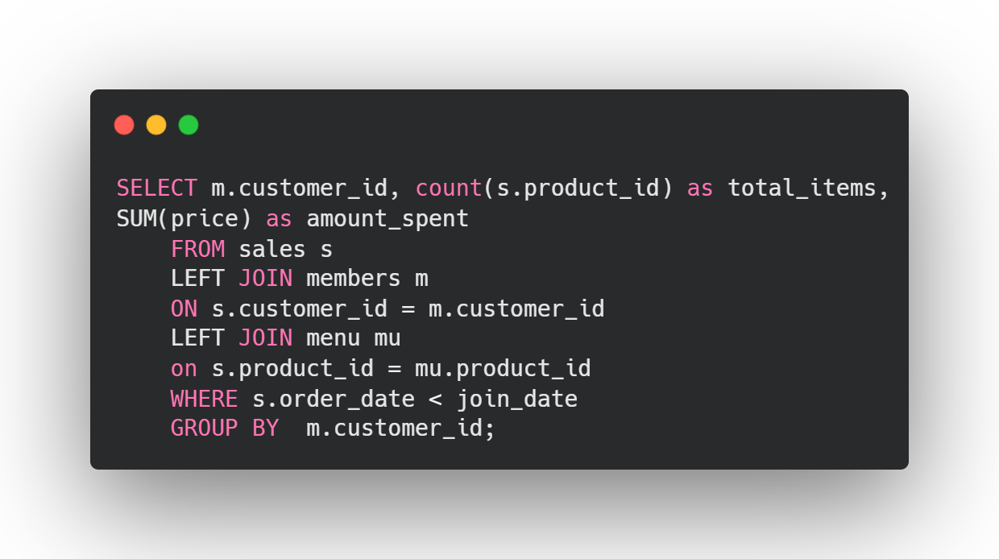 SELECT m.customer_id, count(s.product_id) as total_items,
SUM(price) as amount_spent
    FROM sales s
    LEFT JOIN members m
    ON s.customer_id = m.customer_id
    LEFT JOIN menu mu
    on s.product_id = mu.product_id
    WHERE s.order_date < join_date
    GROUP BY  m.customer_id;